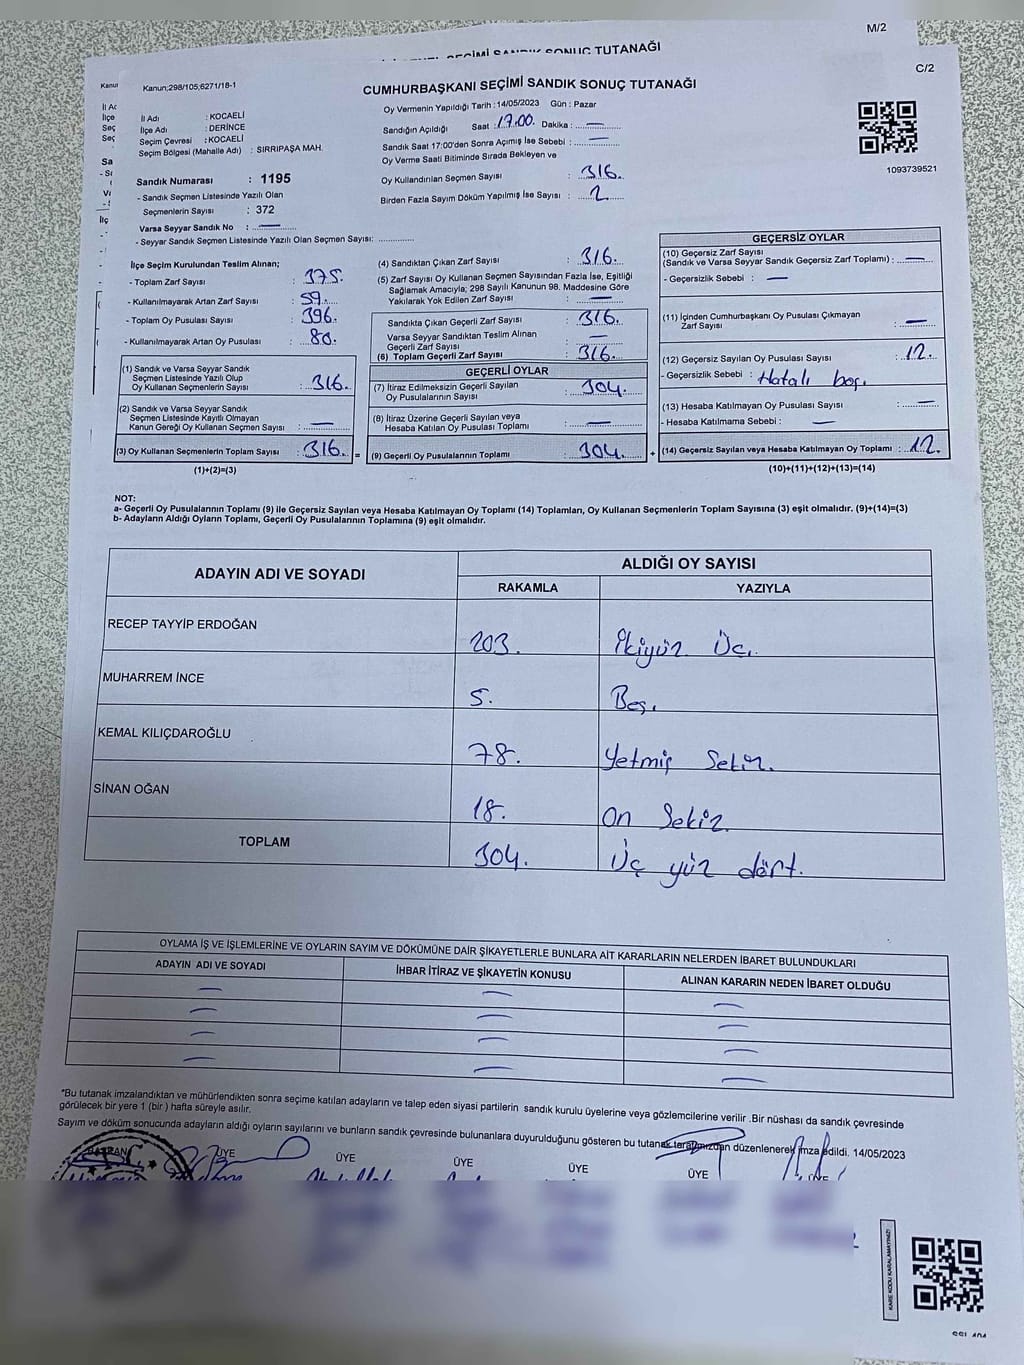 M/2
SONUÇ TUTANAĞI
C/2
Kanun;298/105,6271/18-1
CUMHURBAŞKANI SEÇİMİ SANDIK SONUÇ TUTANAĞI
İl Adı : KOCAELİ
İlçe Adı : DERİNCE
Seçim Çevresi : KOCAELİ
Seçim Bölgesi (Mahalle Adı) : SIRRIPAŞA MAH.
Sandık Numarası : 1195
- Sandık Seçmen Listesinde Yazılı Olan
Seçmenlerin Sayısı : 372
Varsa Seyyar Sandık No : —
- Seyyar Sandık Seçmen Listesinde Yazılı Olan Seçmen Sayısı: ............
Oy Vermenin Yapıldığı Tarih : 14/05/2023 Gün : Pazar
Sandığın Açıldığı Saat : 17.00. Dakika : —
Sandık Saat 17:00'den Sonra Açımış İse Sebebi : —
Oy Verme Saati Bitiminde Sırada Bekleyen ve
Oy Kullandırılan Seçmen Sayısı : 316.
Birden Fazla Sayım Döküm Yapılmış İse Sayısı : 2
1093739521
İlçe Seçim Kurulundan Teslim Alınan;
- Toplam Zarf Sayısı : 375.
- Kullanılmayarak Artan Zarf Sayısı : 59.
- Toplam Oy Pusulası Sayısı : 396.
- Kullanılmayarak Artan Oy Pusulası : 80.
(1) Sandık ve Varsa Seyyar Sandık
Seçmen Listesinde Yazılı Olup
Oy Kullanan Seçmenlerin Sayısı : 316.
(2) Sandık ve Varsa Seyyar Sandık
Seçmen Listesinde Kayıtlı Olmayan
Kanun Gereği Oy Kullanan Seçmen Sayısı : —
(3) Oy Kullanan Seçmenlerin Toplam Sayısı : 316. =
(1)+(2)=(3)
(4) Sandıktan Çıkan Zarf Sayısı : 316.
(5) Zarf Sayısı Oy Kullanan Seçmen Sayısından Fazla İse, Eşitliği
Sağlamak Amacıyla; 298 Sayılı Kanunun 98. Maddesine Göre
Yakılarak Yok Edilen Zarf Sayısı : —
Sandıkta Çıkan Geçerli Zarf Sayısı : 316.
Varsa Seyyar Sandıktan Teslim Alınan
Geçerli Zarf Sayısı : —
(6) Toplam Geçerli Zarf Sayısı : 316.
GEÇERLİ OYLAR
(7) İtiraz Edilmeksizin Geçerli Sayılan
Oy Pusulalarının Sayısı : 304.
(8) İtiraz Üzerine Geçerli Sayılan veya
Hesaba Katılan Oy Pusulaları Toplamı : —
(9) Geçerli Oy Pusulalarının Toplamı : 304. +
GEÇERSİZ OYLAR
(10) Geçersiz Zarf Sayısı
(Sandık ve Varsa Seyyar Sandık Geçersiz Zarf Toplamı) : —
- Geçersizlik Sebebi : —
(11) İçinden Cumhurbaşkanı Oy Pusulası Çıkmayan
Zarf Sayısı : —
(12) Geçersiz Sayılan Oy Pusulası Sayısı : 12.
- Geçersizlik Sebebi : Hatalı boş.
(13) Hesaba Katılmayan Oy Pusulası Sayısı : —
- Hesaba Katılmama Sebebi : —
(14) Geçersiz Sayılan veya Hesaba Katılmayan Oy Toplamı : 12.
(10)+(11)+(12)+(13)=(14)
NOT:
a- Geçerli Oy Pusulalarının Toplamı (9) ile Geçersiz Sayılan veya Hesaba Katılmayan Oy Toplamı (14) Toplamları, Oy Kullanan Seçmenlerin Toplam Sayısına (3) eşit olmalıdır. (9)+(14)=(3)
b- Adayların Aldığı Oyların Toplamı, Geçerli Oy Pusulalarının Toplamına (9) eşit olmalıdır.
ADAYIN ADI VE SOYADI ALDIĞI OY SAYISI
RAKAMLA YAZIYLA
RECEP TAYYİP ERDOĞAN 203. İkiyüz Üç.
MUHARREM İNCE 5. Beş.
KEMAL KILIÇDAROĞLU 78. Yetmiş Sekiz.
SİNAN OĞAN 18. On Sekiz.
TOPLAM 304. Üç yüz dört.
OYLAMA İŞ VE İŞLEMLERİNE VE OYLARIN SAYIM VE DÖKÜMÜNE DAİR ŞİKAYETLERLE BUNLARA AİT KARARLARIN NELERDEN İBARET BULUNDUKLARI
ADAYIN ADI VE SOYADI İHBAR İTİRAZ VE ŞİKAYETİN KONUSU ALINAN KARARIN NEDEN İBARET OLDUĞU
— — —
— — —
— — —
— — —
*Bu tutanak imzalandıktan ve mühürlendikten sonra seçime katılan adayların ve talep eden siyasi partilerin sandık kurulu üyelerine veya gözlemcilerine verilir .Bir nüshası da sandık çevresinde
görülecek bir yere 1 (bir ) hafta süreyle asılır.
Sayım ve döküm sonucunda adayların aldığı oyların sayılarını ve bunların sandık çevresinde bulunanlara duyurulduğunu gösteren bu tutanak tarafımızdan düzenlenerek imza edildi. 14/05/2023
BAŞKAN ÜYE ÜYE ÜYE ÜYE ÜYE ÜYE
KARE KODU KARALAMAYINIZ!